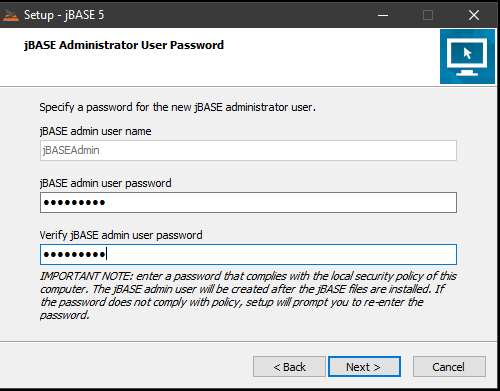 Setup - jBASE 5
jBASE Administrator User Password
Specify a password for the new jBASE administrator user.
jBASE admin user name
jBASEAdmin
jBASE admin user password
●●●●●●●●●
Verify jBASE admin user password
●●●●●●●●●
IMPORTANT NOTE: enter a password that complies with the local security policy of this
computer. The jBASE admin user will be created after the jBASE files are installed. If
the password does not comply with policy, setup will prompt you to re-enter the
password.
< Back Next > Cancel